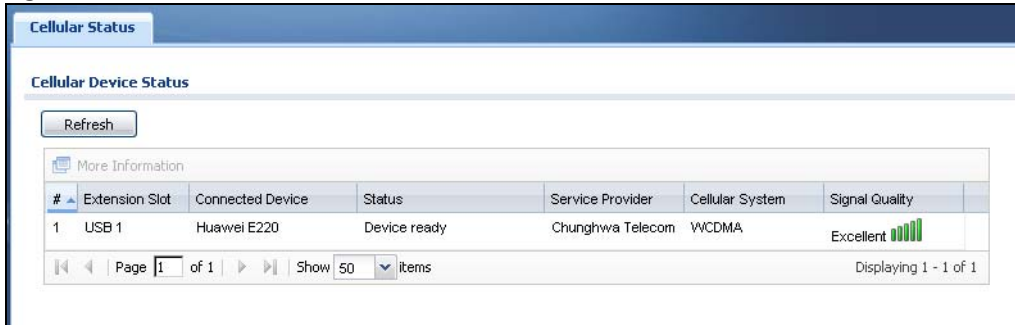 Cellular Status
Cellular Device Status
Refresh
More Information
# Extension Slot Connected Device Status Service Provider Cellular System Signal Quality
1 USB 1 Huawei E220 Device ready Chunghwa Telecom WCDMA Excellent
Page 1 of 1 Show 50 items Displaying 1 - 1 of 1